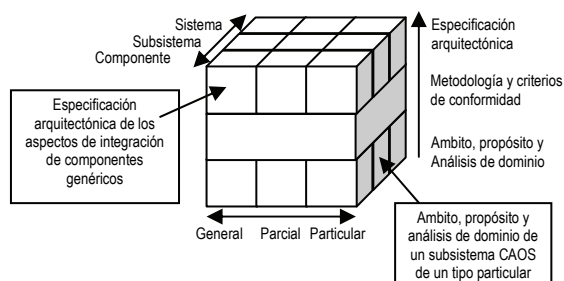 Sistema
Subsistema
Componente
Especificación
arquitectónica
Metodología y criterios
de conformidad
Ambito, propósito y
Análisis de dominio
Especificación
arquitectónica de los
aspectos de integración
de componentes
genéricos
General Parcial Particular
Ambito, propósito y
análisis de dominio de
un subsistema CAOS
de un tipo particular